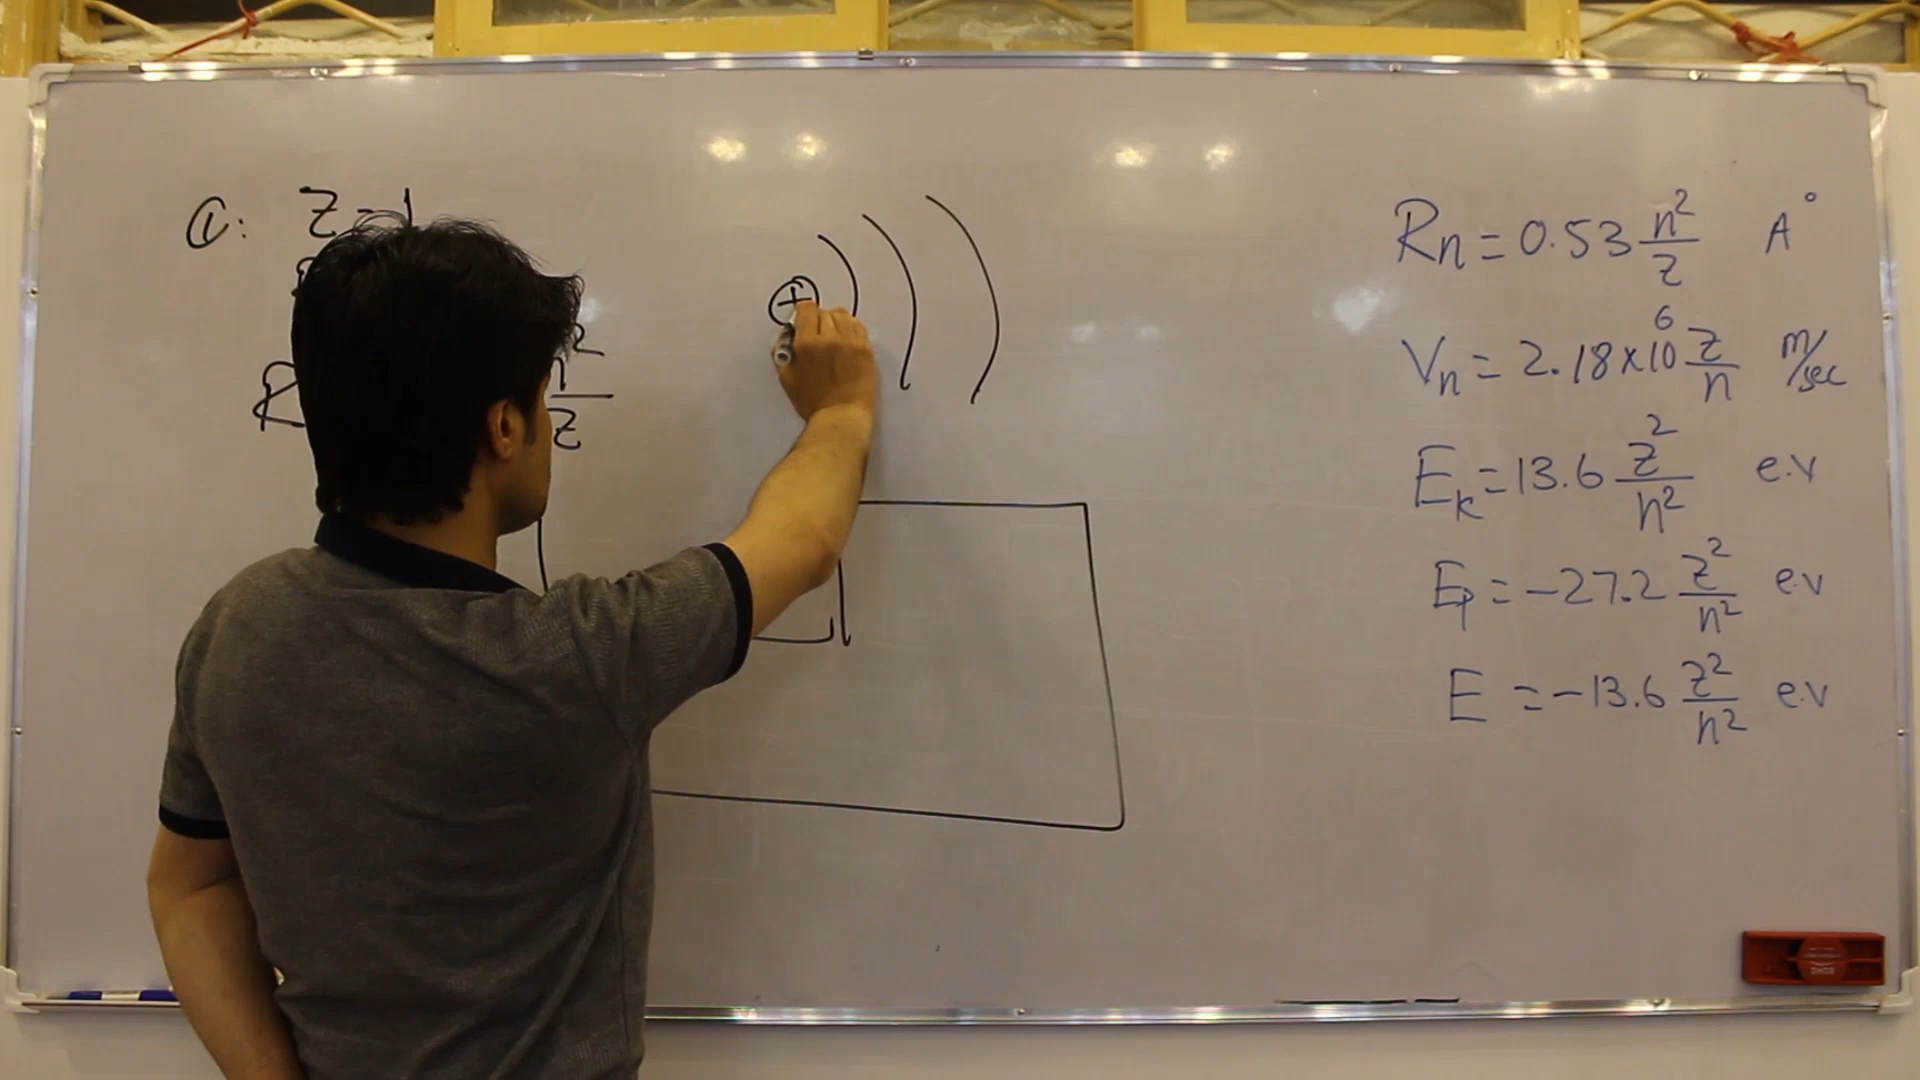 ①: Z = 1
R n²/Z
+
Rn = 0.53 n²/Z A°
Vn = 2.18×10⁶ Z/n m/sec
Ek = 13.6 Z²/n² e.v
Ep = -27.2 Z²/n² e.v
E = -13.6 Z²/n² e.v